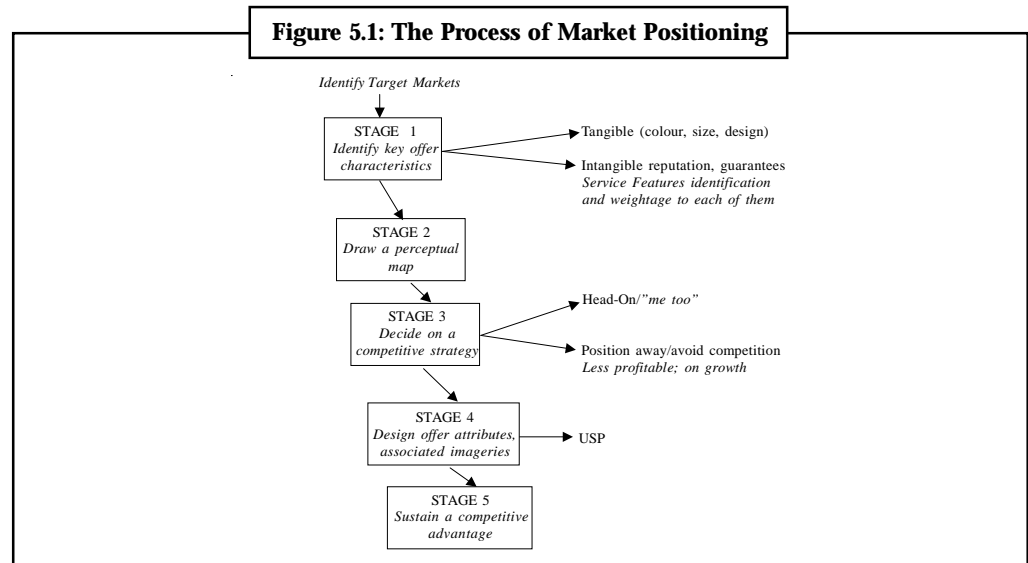 Figure 5.1: The Process of Market Positioning
Identify Target Markets
STAGE 1
Identify key offer
characteristics
Tangible (colour, size, design)
Intangible reputation, guarantees
Service Features identification
and weightage to each of them
STAGE 2
Draw a perceptual
map
STAGE 3
Decide on a
competitive strategy
Head-On/"me too"
Position away/avoid competition
Less profitable; on growth
STAGE 4
Design offer attributes,
associated imageries
USP
STAGE 5
Sustain a competitive
advantage